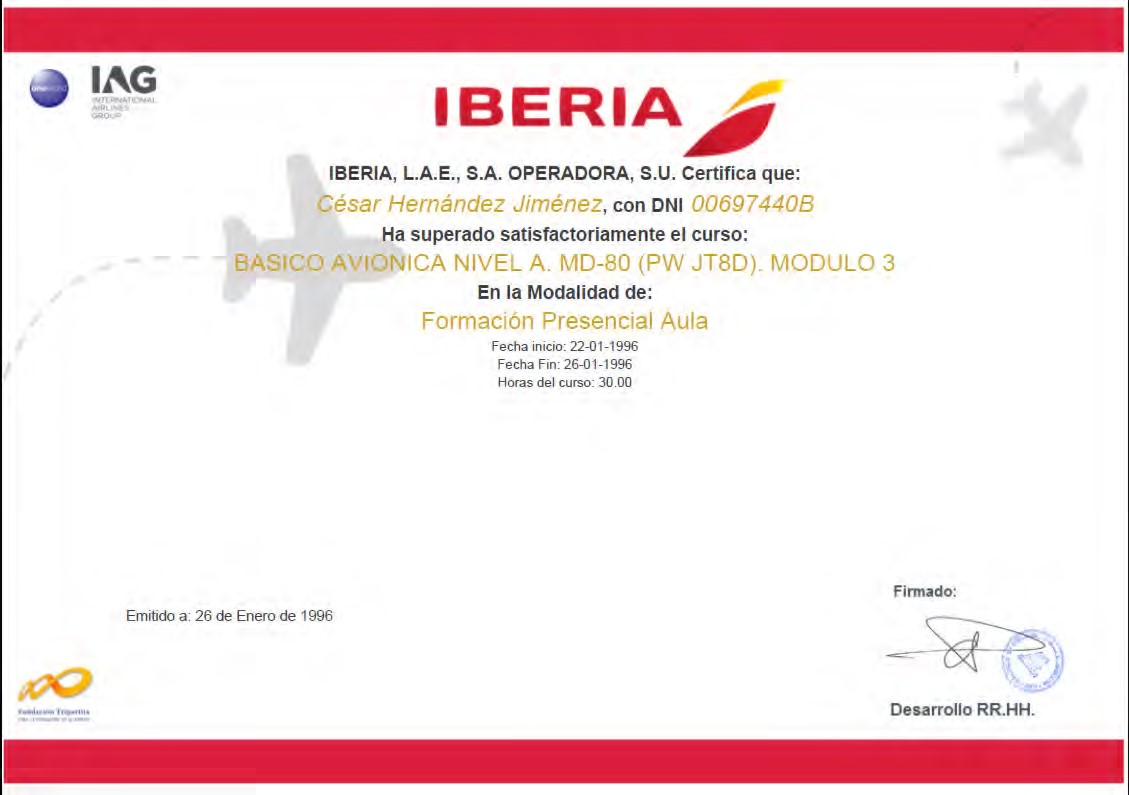 oneworld
IAG
INTERNATIONAL
AIRLINES
GROUP
IBERIA
IBERIA, L.A.E., S.A. OPERADORA, S.U. Certifica que:
César Hernández Jiménez, con DNI 00697440B
Ha superado satisfactoriamente el curso:
BASICO AVIONICA NIVEL A. MD-80 (PW JT8D). MODULO 3
En la Modalidad de:
Formación Presencial Aula
Fecha inicio: 22-01-1996
Fecha Fin: 26-01-1996
Horas del curso: 30.00
Firmado:
Emitido a: 26 de Enero de 1996
Desarrollo RR.HH.
Fundación Tripartita